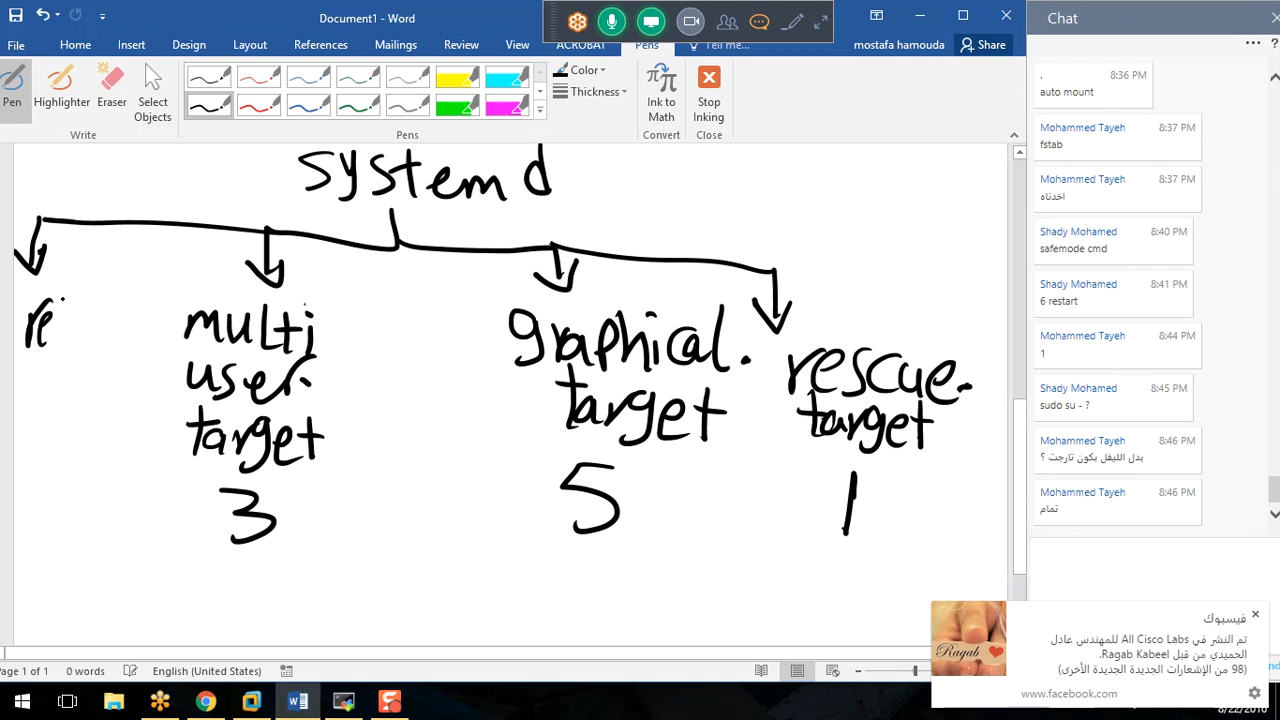 Document1 - Word
File
Home
Insert
Design
Layout
References
Mailings
Review
View
ACROBAT
Pens
Tell me...
mostafa hamouda
Share
Pen
Highlighter
Eraser
Select
Objects
Color
Thickness
Ink to
Math
Stop
Inking
Write
Pens
Convert
Close
system d
re
multi
user.
target
3
graphical.
target
5
rescue.
target
1
Chat
.
8:36 PM
auto mount
Mohammed Tayeh 8:37 PM
fstab
Mohammed Tayeh 8:37 PM
اخدناه
Shady Mohamed 8:40 PM
safemode cmd
Shady Mohamed 8:41 PM
6 restart
Mohammed Tayeh 8:44 PM
1
Shady Mohamed 8:45 PM
sudo su - ?
Mohammed Tayeh 8:46 PM
بدل الليفل يكون تارجت ؟
Mohammed Tayeh 8:46 PM
تمام
فيسبوك
تم النشر في All Cisco Labs للمهندس عادل
الحميدي من قبل Ragab Kabeel.
(98 من الإشعارات الجديدة الأخرى)
www.facebook.com
Ragab
Page 1 of 1
0 words
English (United States)